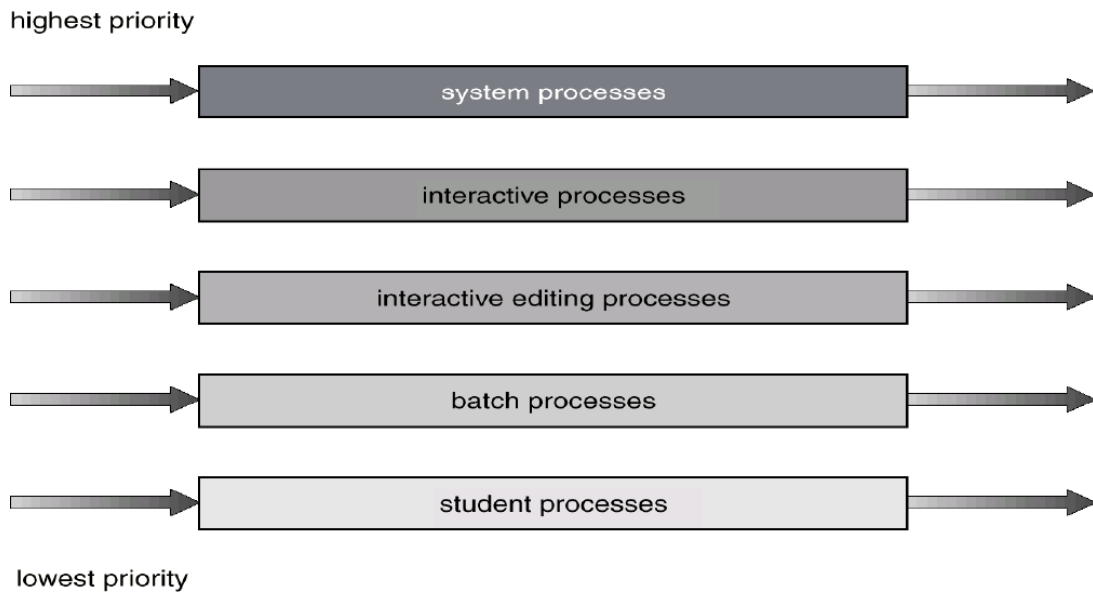 highest priority
system processes
interactive processes
interactive editing processes
batch processes
student processes
lowest priority